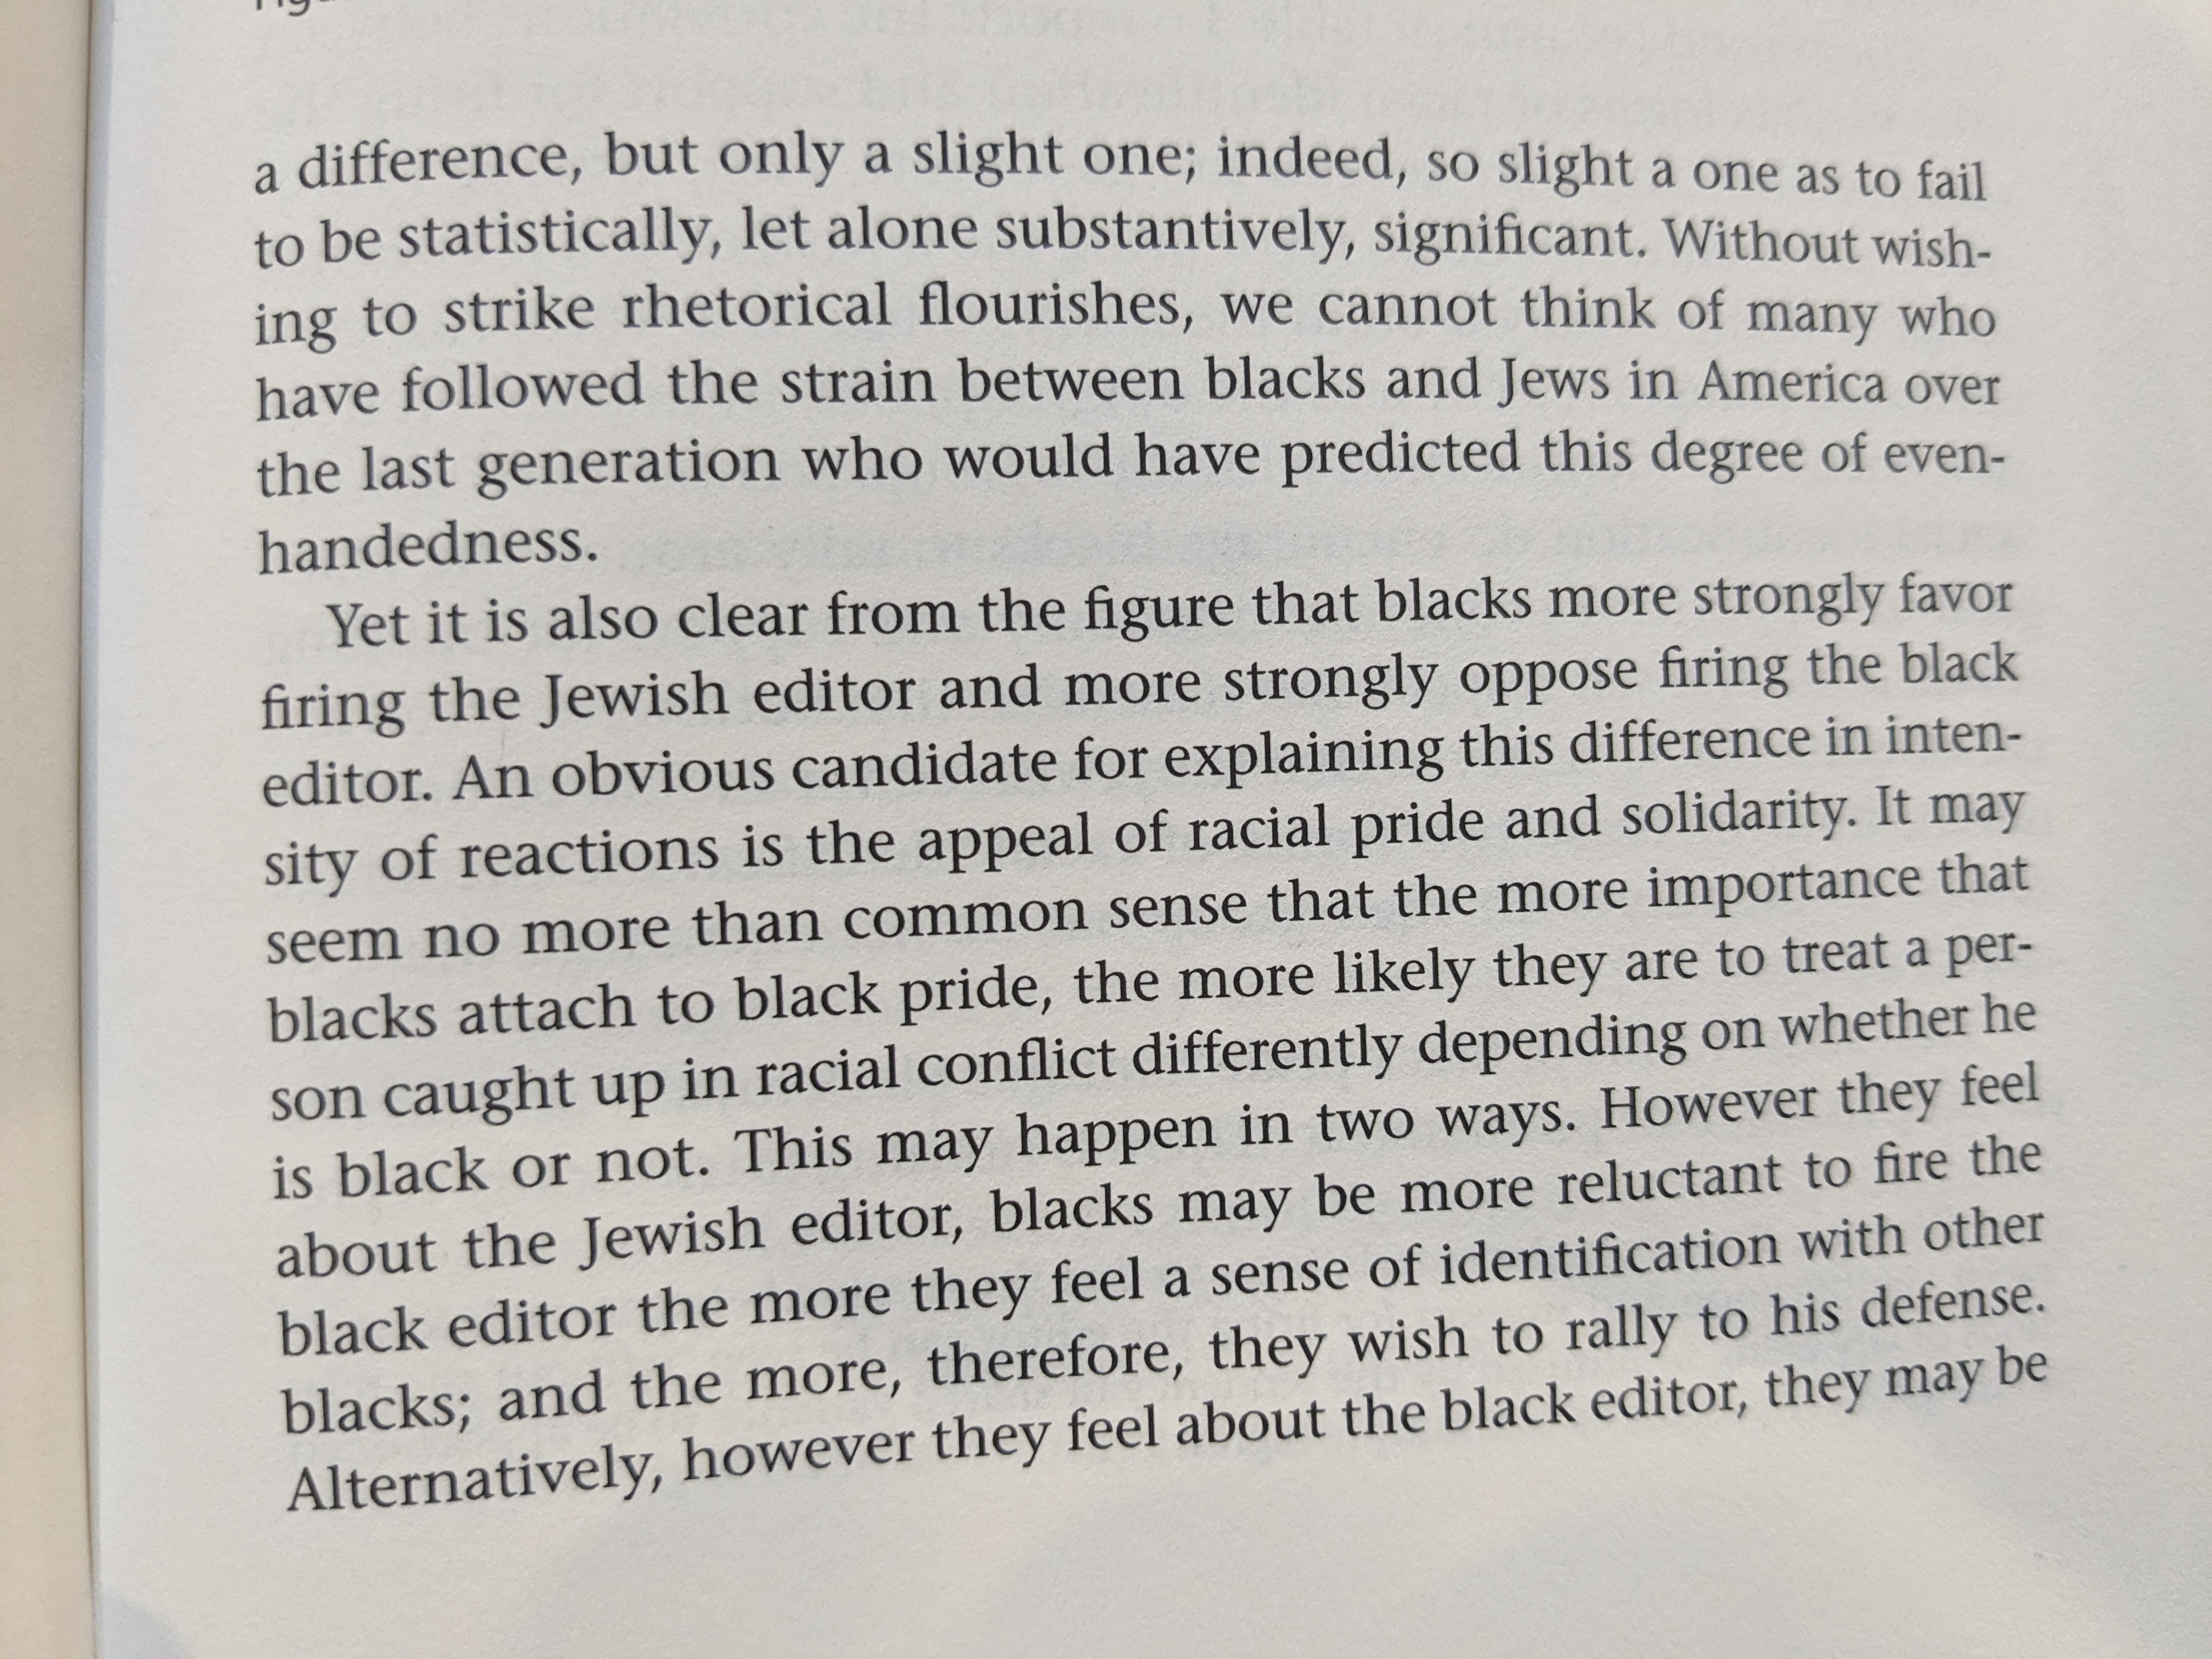 a difference, but only a slight one; indeed, so slight a one as to fail
to be statistically, let alone substantively, significant. Without wish-
ing to strike rhetorical flourishes, we cannot think of many who
have followed the strain between blacks and Jews in America over
the last generation who would have predicted this degree of even-
handedness.
Yet it is also clear from the figure that blacks more strongly favor
firing the Jewish editor and more strongly oppose firing the black
editor. An obvious candidate for explaining this difference in inten-
sity of reactions is the appeal of racial pride and solidarity. It may
seem no more than common sense that the more importance that
blacks attach to black pride, the more likely they are to treat a per-
son caught up in racial conflict differently depending on whether he
is black or not. This may happen in two ways. However they feel
about the Jewish editor, blacks may be more reluctant to fire the
black editor the more they feel a sense of identification with other
blacks; and the more, therefore, they wish to rally to his defense.
Alternatively, however they feel about the black editor, they may be